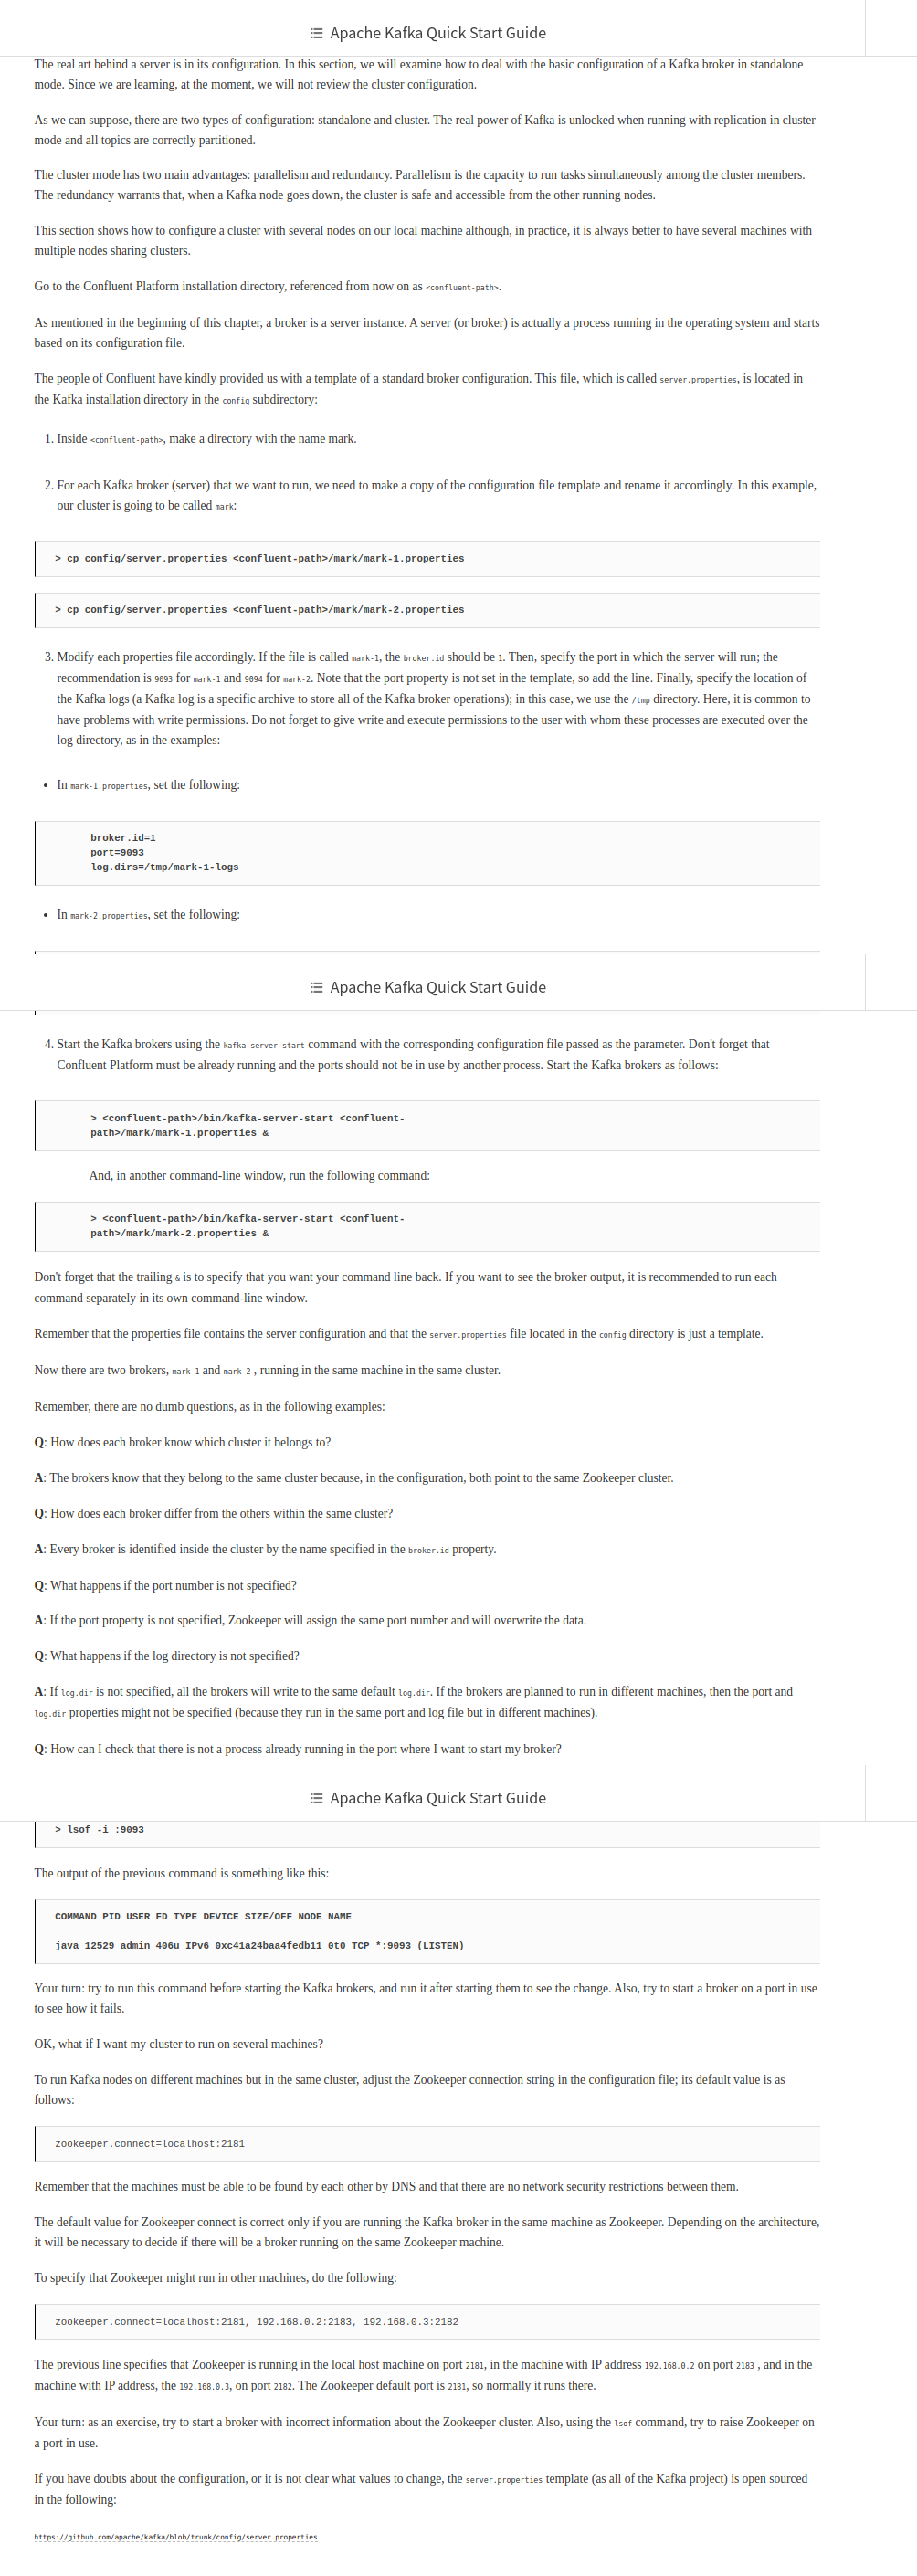 Apache Kafka Quick Start Guide
The real art behind a server is in its configuration. In this section, we will examine how to deal with the basic configuration of a Kafka broker in standalone
mode. Since we are learning, at the moment, we will not review the cluster configuration.
As we can suppose, there are two types of configuration: standalone and cluster. The real power of Kafka is unlocked when running with replication in cluster
mode and all topics are correctly partitioned.
The cluster mode has two main advantages: parallelism and redundancy. Parallelism is the capacity to run tasks simultaneously among the cluster members.
The redundancy warrants that, when a Kafka node goes down, the cluster is safe and accessible from the other running nodes.
This section shows how to configure a cluster with several nodes on our local machine although, in practice, it is always better to have several machines with
multiple nodes sharing clusters.
Go to the Confluent Platform installation directory, referenced from now on as <confluent-path>.
As mentioned in the beginning of this chapter, a broker is a server instance. A server (or broker) is actually a process running in the operating system and starts
based on its configuration file.
The people of Confluent have kindly provided us with a template of a standard broker configuration. This file, which is called server.properties, is located in
the Kafka installation directory in the config subdirectory:
1. Inside <confluent-path>, make a directory with the name mark.
2. For each Kafka broker (server) that we want to run, we need to make a copy of the configuration file template and rename it accordingly. In this example,
our cluster is going to be called mark:
> cp config/server.properties <confluent-path>/mark/mark-1.properties
> cp config/server.properties <confluent-path>/mark/mark-2.properties
3. Modify each properties file accordingly. If the file is called mark-1, the broker.id should be 1. Then, specify the port in which the server will run; the
recommendation is 9093 for mark-1 and 9094 for mark-2. Note that the port property is not set in the template, so add the line. Finally, specify the location of
the Kafka logs (a Kafka log is a specific archive to store all of the Kafka broker operations); in this case, we use the /tmp directory. Here, it is common to
have problems with write permissions. Do not forget to give write and execute permissions to the user with whom these processes are executed over the
log directory, as in the examples:
• In mark-1.properties, set the following:
broker.id=1
port=9093
log.dirs=/tmp/mark-1-logs
• In mark-2.properties, set the following:
Apache Kafka Quick Start Guide
4. Start the Kafka brokers using the kafka-server-start command with the corresponding configuration file passed as the parameter. Don't forget that
Confluent Platform must be already running and the ports should not be in use by another process. Start the Kafka brokers as follows:
> <confluent-path>/bin/kafka-server-start <confluent-
path>/mark/mark-1.properties &
And, in another command-line window, run the following command:
> <confluent-path>/bin/kafka-server-start <confluent-
path>/mark/mark-2.properties &
Don't forget that the trailing & is to specify that you want your command line back. If you want to see the broker output, it is recommended to run each
command separately in its own command-line window.
Remember that the properties file contains the server configuration and that the server.properties file located in the config directory is just a template.
Now there are two brokers, mark-1 and mark-2 , running in the same machine in the same cluster.
Remember, there are no dumb questions, as in the following examples:
Q: How does each broker know which cluster it belongs to?
A: The brokers know that they belong to the same cluster because, in the configuration, both point to the same Zookeeper cluster.
Q: How does each broker differ from the others within the same cluster?
A: Every broker is identified inside the cluster by the name specified in the broker.id property.
Q: What happens if the port number is not specified?
A: If the port property is not specified, Zookeeper will assign the same port number and will overwrite the data.
Q: What happens if the log directory is not specified?
A: If log.dir is not specified, all the brokers will write to the same default log.dir. If the brokers are planned to run in different machines, then the port and
log.dir properties might not be specified (because they run in the same port and log file but in different machines).
Q: How can I check that there is not a process already running in the port where I want to start my broker?
Apache Kafka Quick Start Guide
> lsof -i :9093
The output of the previous command is something like this:
COMMAND PID USER FD TYPE DEVICE SIZE/OFF NODE NAME
java 12529 admin 406u IPv6 0xc41a24baa4fedb11 0t0 TCP *:9093 (LISTEN)
Your turn: try to run this command before starting the Kafka brokers, and run it after starting them to see the change. Also, try to start a broker on a port in use
to see how it fails.
OK, what if I want my cluster to run on several machines?
To run Kafka nodes on different machines but in the same cluster, adjust the Zookeeper connection string in the configuration file; its default value is as
follows:
zookeeper.connect=localhost:2181
Remember that the machines must be able to be found by each other by DNS and that there are no network security restrictions between them.
The default value for Zookeeper connect is correct only if you are running the Kafka broker in the same machine as Zookeeper. Depending on the architecture,
it will be necessary to decide if there will be a broker running on the same Zookeeper machine.
To specify that Zookeeper might run in other machines, do the following:
zookeeper.connect=localhost:2181, 192.168.0.2:2183, 192.168.0.3:2182
The previous line specifies that Zookeeper is running in the local host machine on port 2181, in the machine with IP address 192.168.0.2 on port 2183 , and in the
machine with IP address, the 192.168.0.3, on port 2182. The Zookeeper default port is 2181, so normally it runs there.
Your turn: as an exercise, try to start a broker with incorrect information about the Zookeeper cluster. Also, using the lsof command, try to raise Zookeeper on
a port in use.
If you have doubts about the configuration, or it is not clear what values to change, the server.properties template (as all of the Kafka project) is open sourced
in the following:
https://github.com/apache/kafka/blob/trunk/config/server.properties